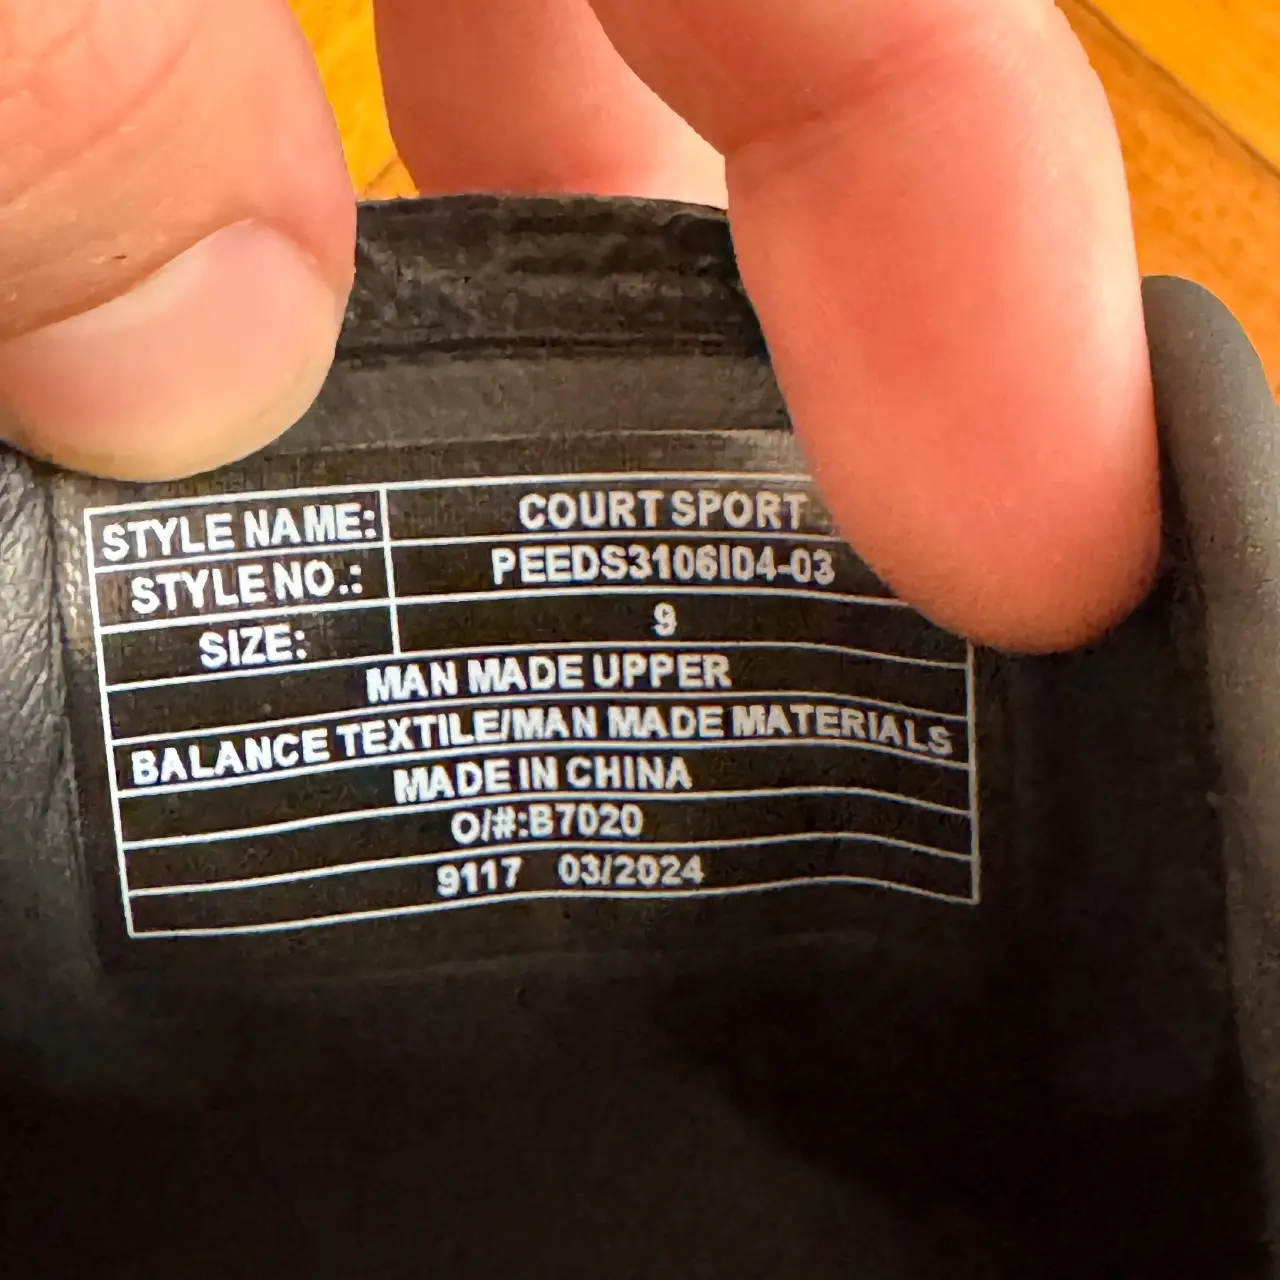 STYLE NAME: COURT SPORT
STYLE NO.: PEEDS3106ID4-03
SIZE: 9
MAN MADE UPPER
BALANCE TEXTILE/MAN MADE MATERIALS
MADE IN CHINA
O/#:B7020
9117 03/2024